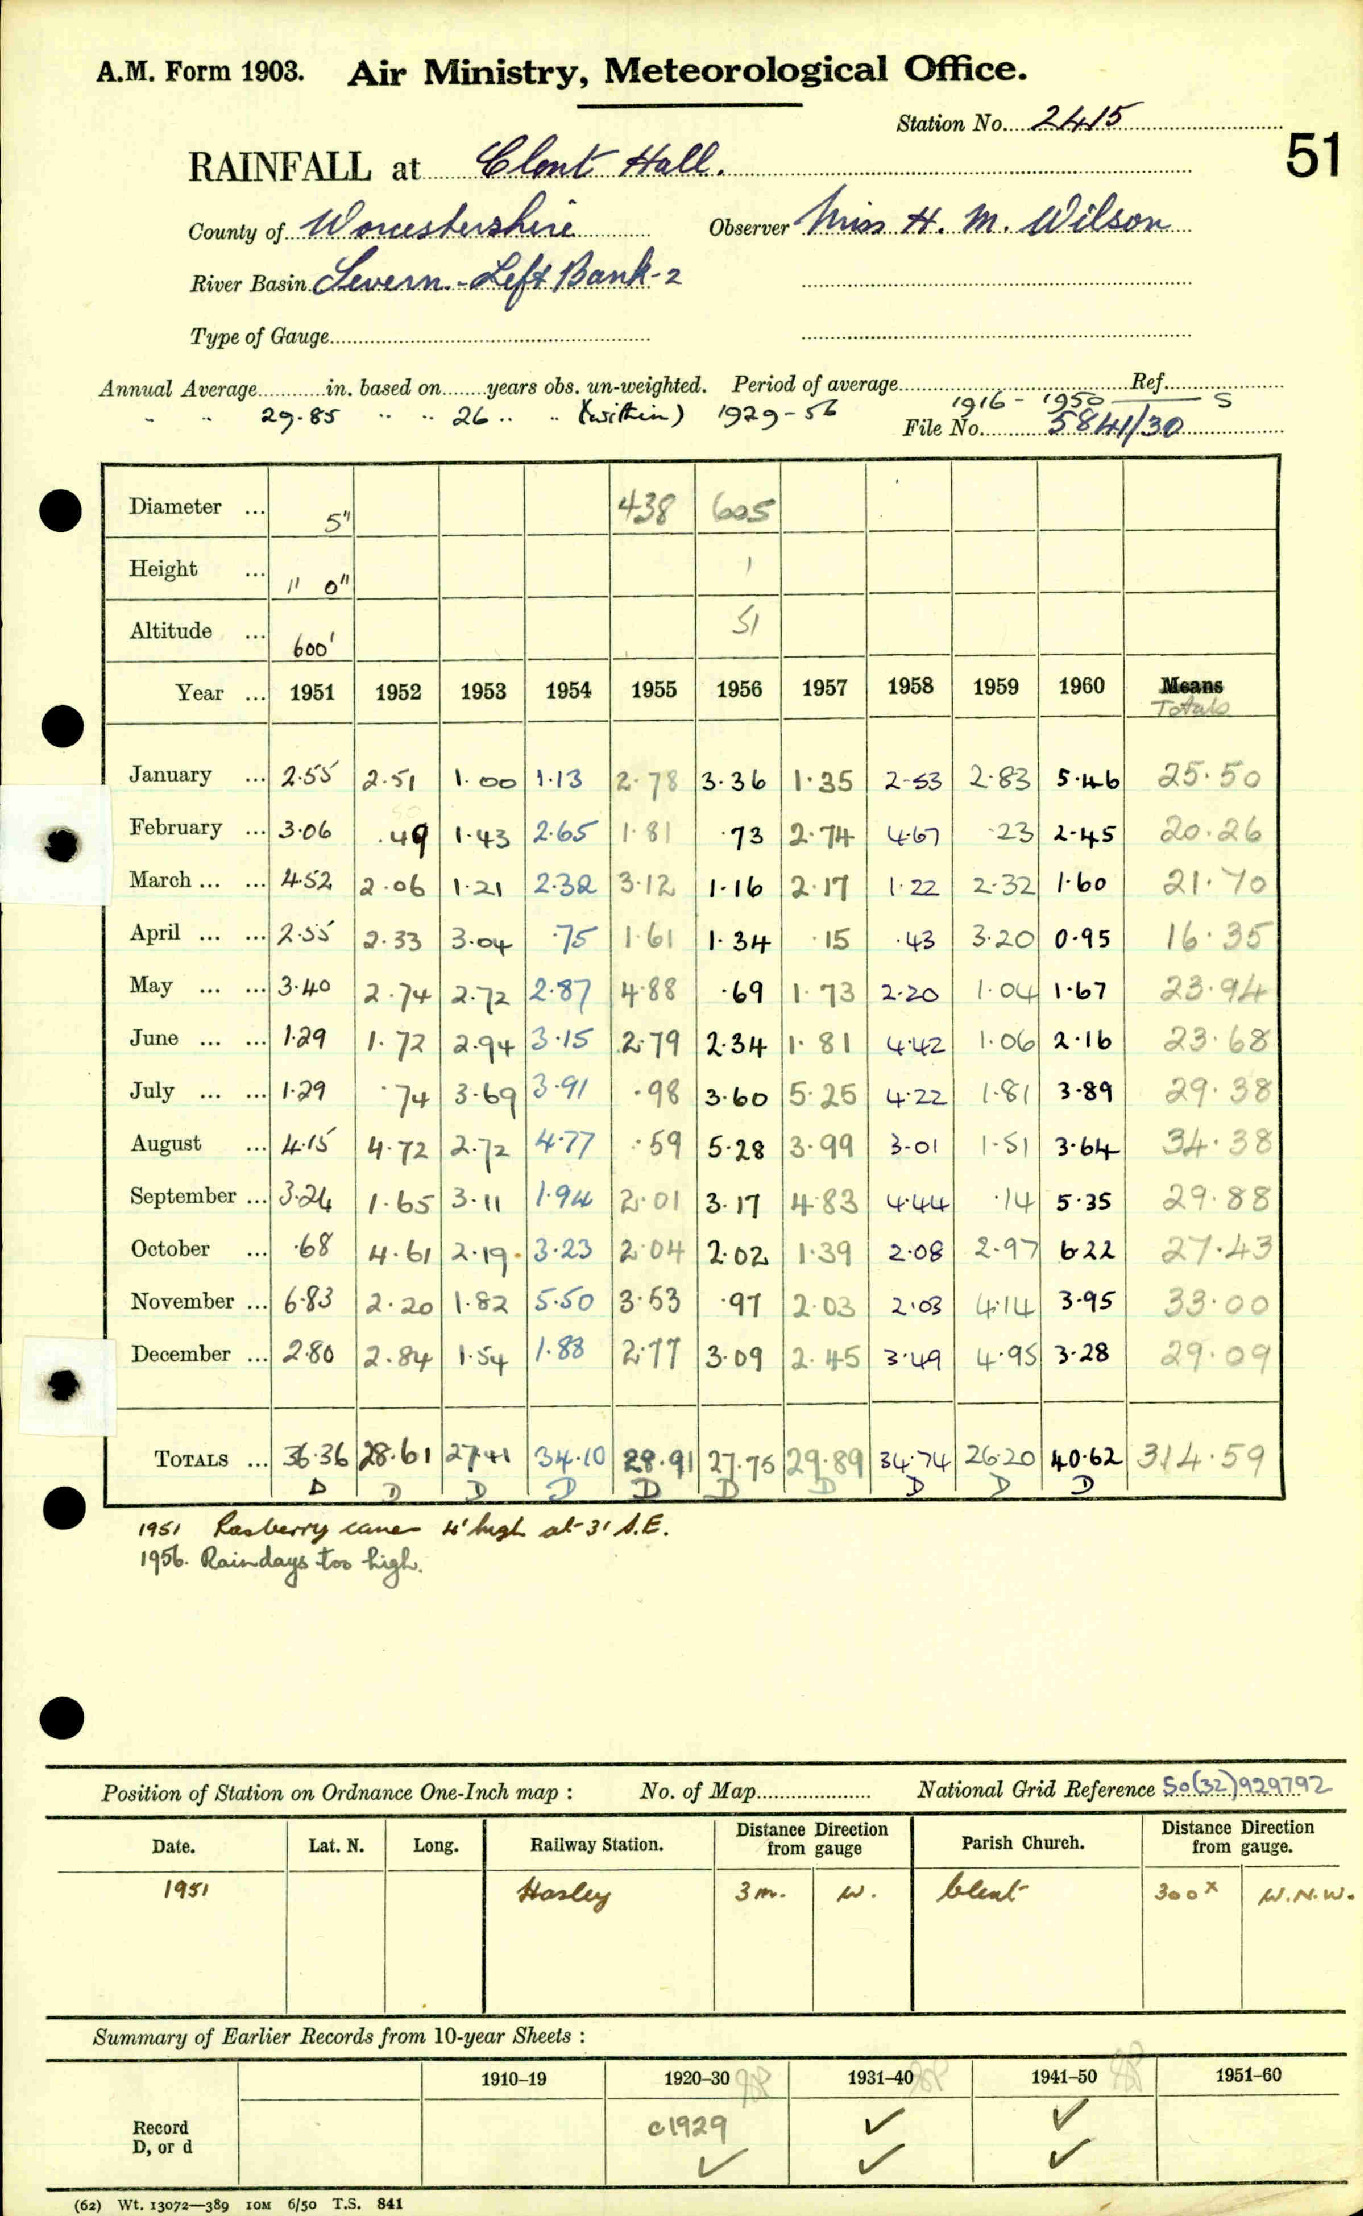 A.M. Form 1903. Air Ministry, Meteorological Office.
Station No. 2415
51
RAINFALL at Clent Hall.
County of Worcestershire Observer Miss H. M. Wilson
River Basin Severn - Left Bank - 2
Type of Gauge
Annual Average in. based on years obs. un-weighted. Period of average Ref.
" " 29.85 " " 26 " " (within) 1929-56 1916 - 1950 S
File No. 5841/30
Diameter ... 5" 438 605
Height ... 1' 0" 1
Altitude ... 600' 51
Year ... 1951 1952 1953 1954 1955 1956 1957 1958 1959 1960 Means
Totals
January ... 2.55 2.51 1.00 1.13 2.78 3.36 1.35 2.53 2.83 5.46 25.50
February ... 3.06 .49 1.43 2.65 1.81 .73 2.74 4.67 .23 2.45 20.26
March ... ... 4.52 2.06 1.21 2.32 3.12 1.16 2.17 1.22 2.32 1.60 21.70
April ... ... 2.55 2.33 3.04 .75 1.61 1.34 .15 .43 3.20 0.95 16.35
May ... ... 3.40 2.74 2.72 2.87 4.88 .69 1.73 2.20 1.04 1.67 23.94
June ... ... 1.29 1.72 2.94 3.15 2.79 2.34 1.81 4.42 1.06 2.16 23.68
July ... ... 1.29 .74 3.69 3.91 .98 3.60 5.25 4.22 1.81 3.89 29.38
August ... 4.15 4.72 2.72 4.77 .59 5.28 3.99 3.01 1.51 3.64 34.38
September ... 3.24 1.65 3.11 1.94 2.01 3.17 4.83 4.44 .14 5.35 29.88
October ... .68 4.61 2.19 3.23 2.04 2.02 1.39 2.08 2.97 6.22 27.43
November ... 6.83 2.20 1.82 5.50 3.53 .97 2.03 2.03 4.14 3.95 33.00
December ... 2.80 2.84 1.54 1.88 2.77 3.09 2.45 3.49 4.95 3.28 29.09
TOTALS ... 36.36 28.61 27.41 34.10 28.91 27.75 29.89 34.74 26.20 40.62 314.59
D D D D D D D D D D
1951 Rasberry canes 4' high at 3' S.E.
1956. Raindays too high.
Position of Station on Ordnance One-Inch map : No. of Map National Grid Reference SO(32)929792
Date. Lat. N. Long. Railway Station. Distance from gauge Direction Parish Church. Distance from gauge. Direction
1951 Hagley 3 m. W. Clent 300x W.N.W.
Summary of Earlier Records from 10-year Sheets :
1910-19 1920-30 1931-40 1941-50 1951-60
Record c1929 ✓ ✓
D, or d ✓ ✓ ✓
(62) Wt. 13072—389 10M 6/50 T.S. 841